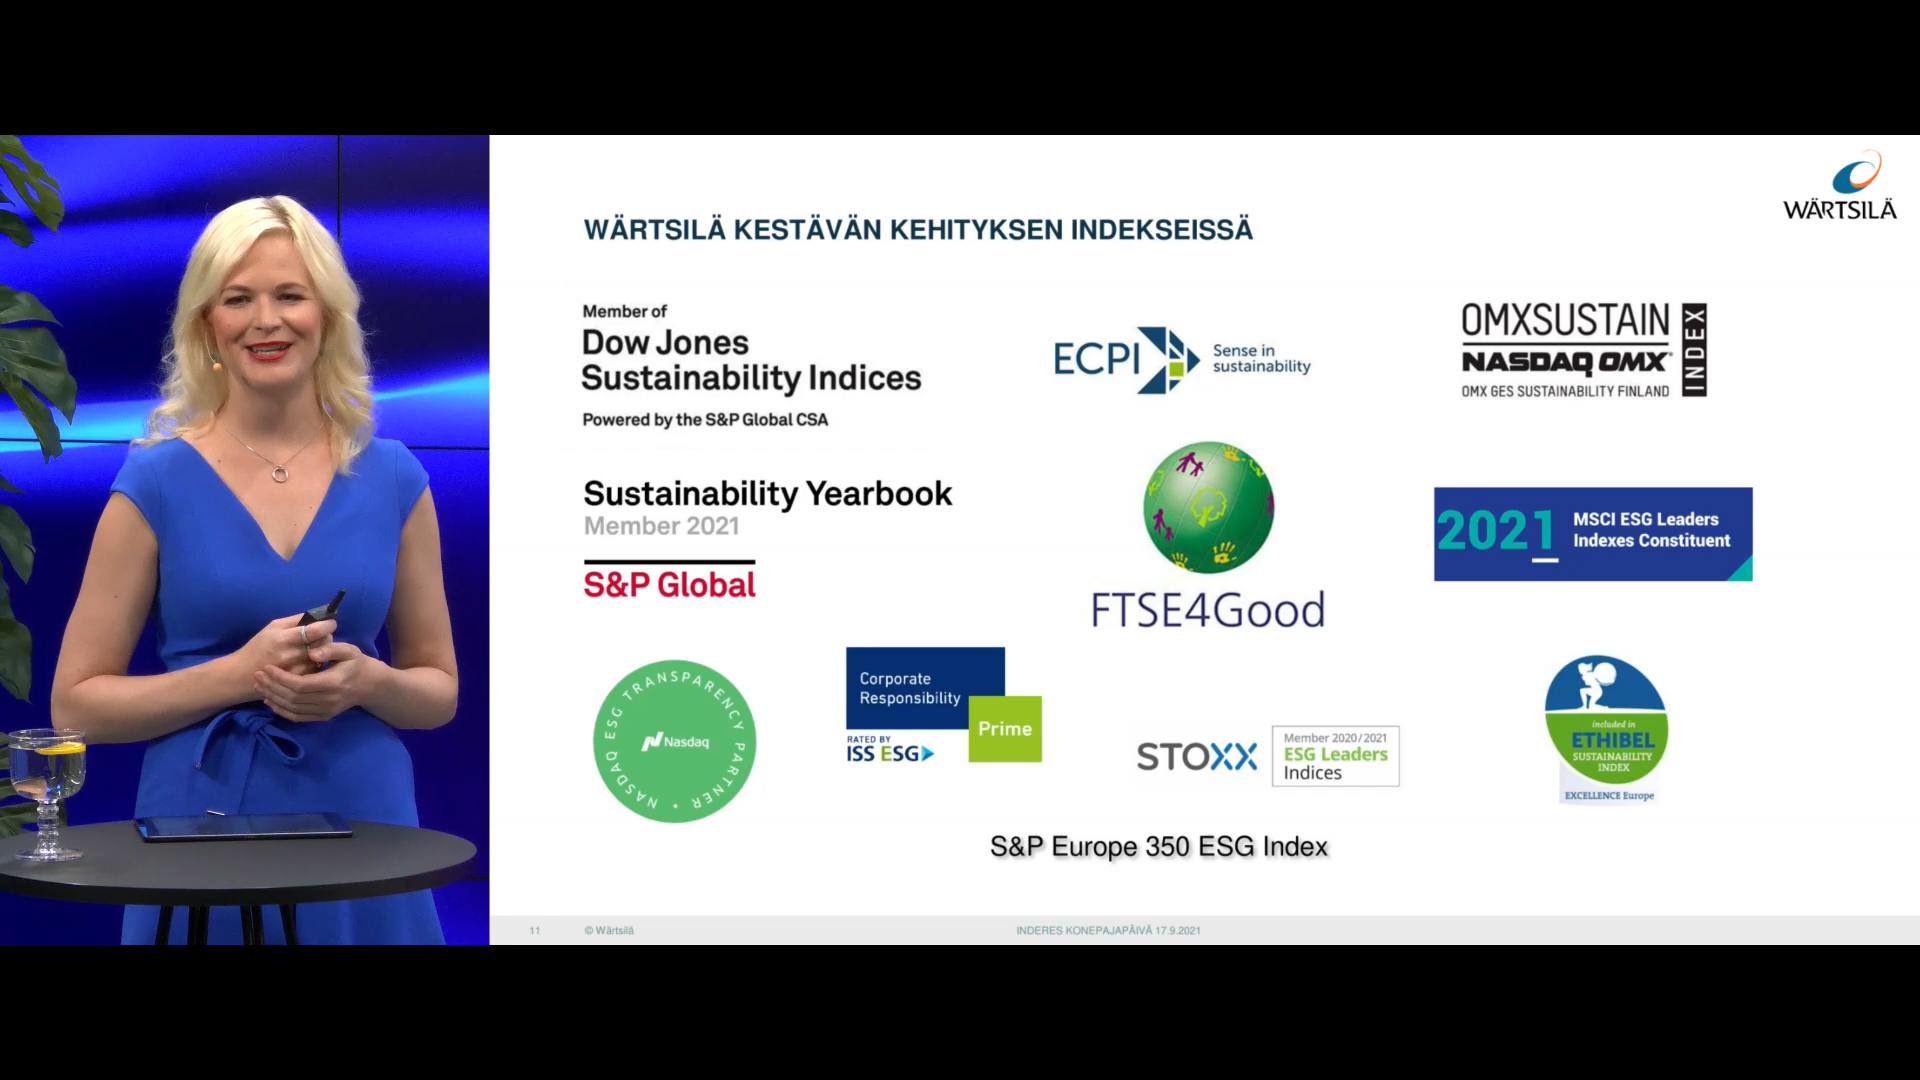 WÄRTSILÄ
WÄRTSILÄ KESTÄVÄN KEHITYKSEN INDEKSEISSÄ
Member of
Dow Jones
Sustainability Indices
Powered by the S&P Global CSA
ECPI
Sense in
sustainability
OMXSUSTAIN
NASDAQ OMX®
OMX GES SUSTAINABILITY FINLAND
INDEX
Sustainability Yearbook
Member 2021
S&P Global
FTSE4Good
2021
MSCI ESG Leaders
Indexes Constituent
NASDAQ ESG TRANSPARENCY PARTNER •
Nasdaq
Corporate
Responsibility
Prime
RATED BY
ISS ESG
STOXX
Member 2020/2021
ESG Leaders
Indices
included in
ETHIBEL
SUSTAINABILITY
INDEX
EXCELLENCE Europe
S&P Europe 350 ESG Index
11
© Wärtsilä
INDERES KONEPAJAPÄIVÄ 17.9.2021